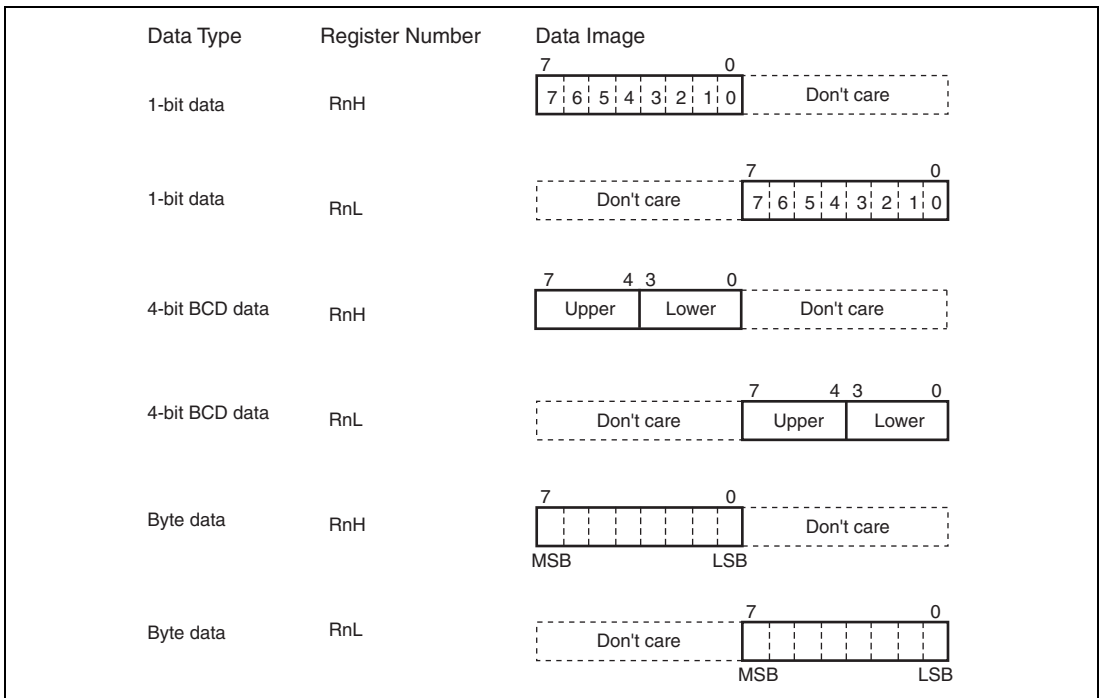 Data Type Register Number Data Image
7 0
1-bit data RnH 7 6 5 4 3 2 1 0 Don't care
7 0
1-bit data RnL Don't care 7 6 5 4 3 2 1 0
7 4 3 0
4-bit BCD data RnH Upper Lower Don't care
7 4 3 0
4-bit BCD data RnL Don't care Upper Lower
7 0
Byte data RnH Don't care
MSB LSB
7 0
Byte data RnL Don't care
MSB LSB